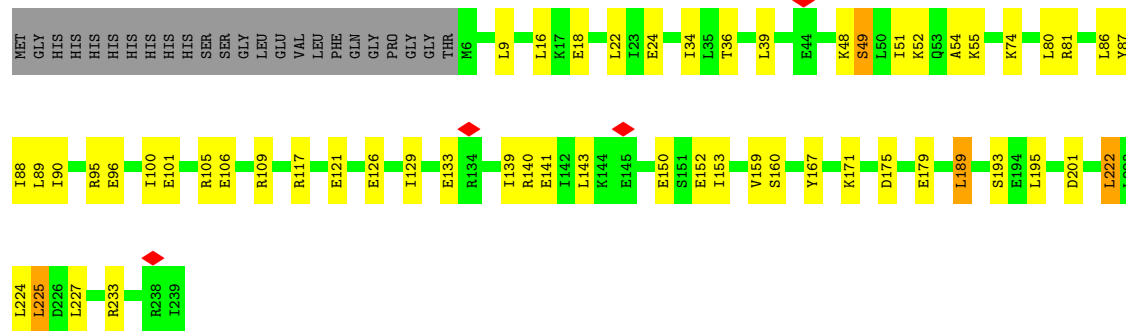 MET GLY HIS HIS HIS HIS HIS HIS HIS HIS SER SER GLY LEU GLU VAL LEU PHE GLN GLY PRO GLY GLY THR M6 L9 L16 K17 E18 L22 I23 E24 I34 L35 T36 L39 E44 K48 S49 L50 I51 K52 Q53 A54 K55 K74 L80 R81 L86 Y87
I88 L89 I90 R95 E96 I100 E101 R105 E106 R109 R117 E121 E126 I129 E133 R134 I139 R140 E141 I142 L143 K144 E145 E150 S151 E152 I153 V159 S160 Y167 K171 D175 E179 L189 S193 E194 L195 D201 L222
L224 L225 D226 L227 R233 R238 I239